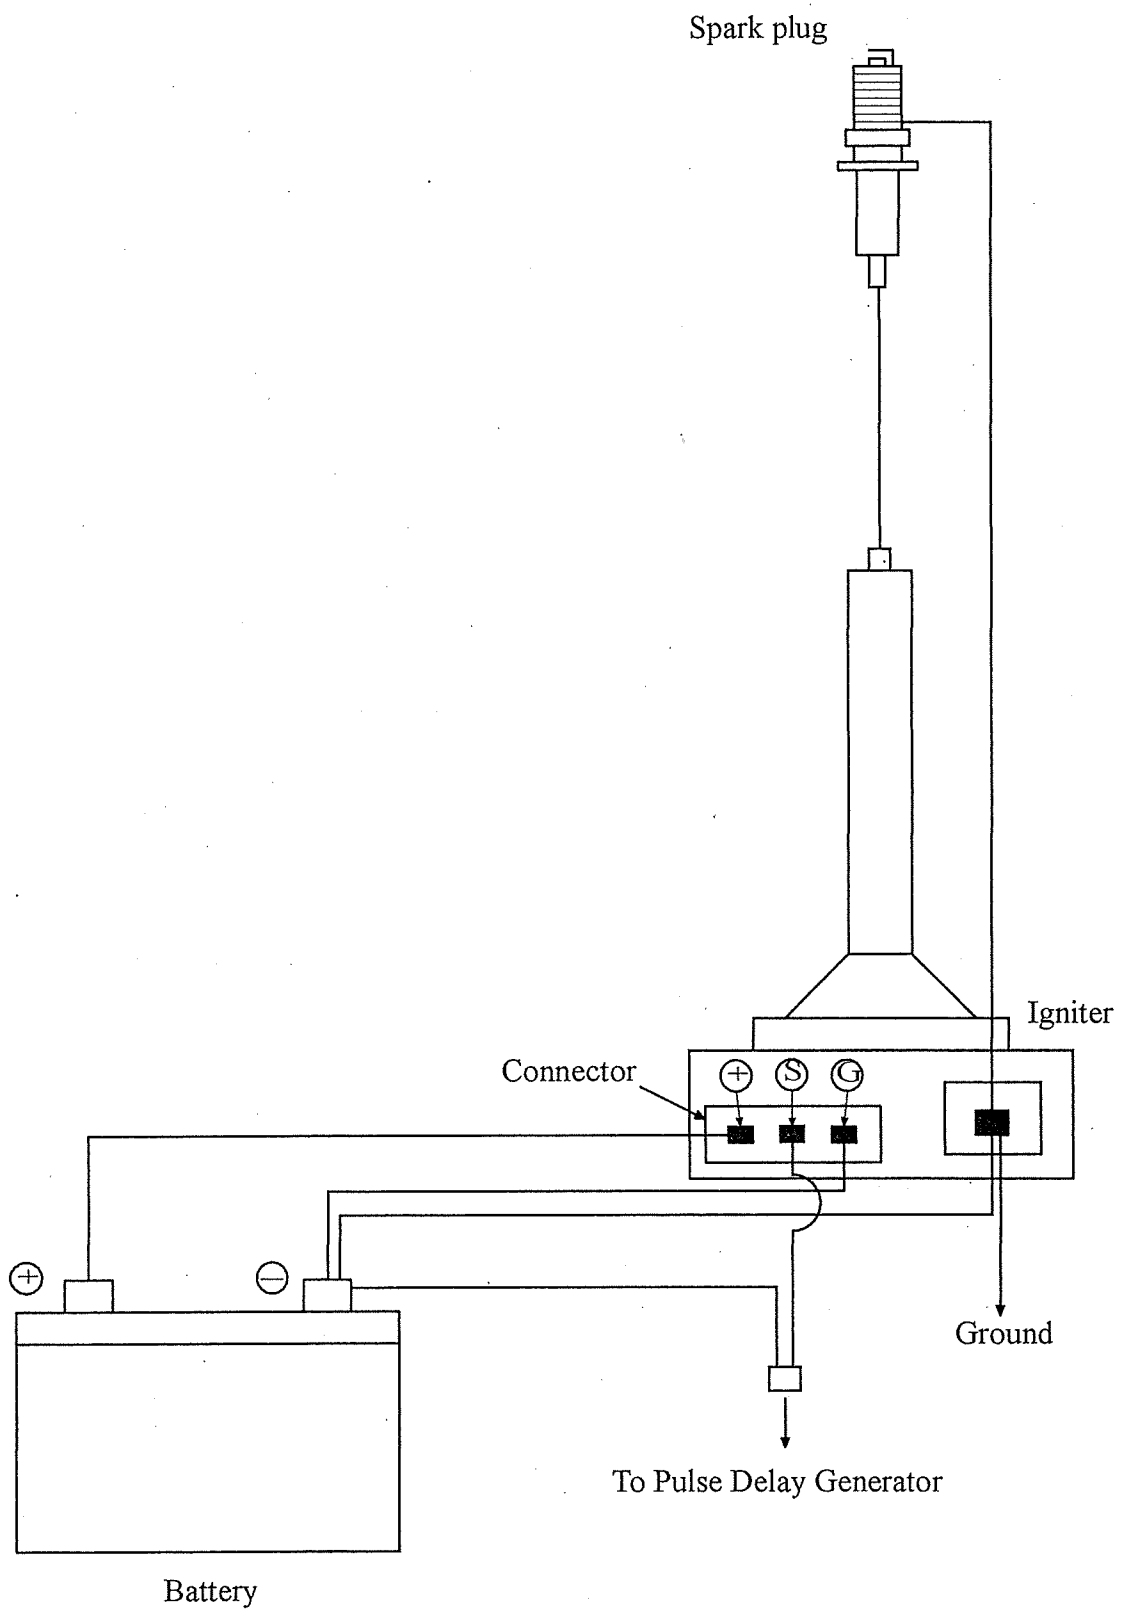 Spark plug
Igniter
Connector
+ S G
+
−
Ground
To Pulse Delay Generator
Battery